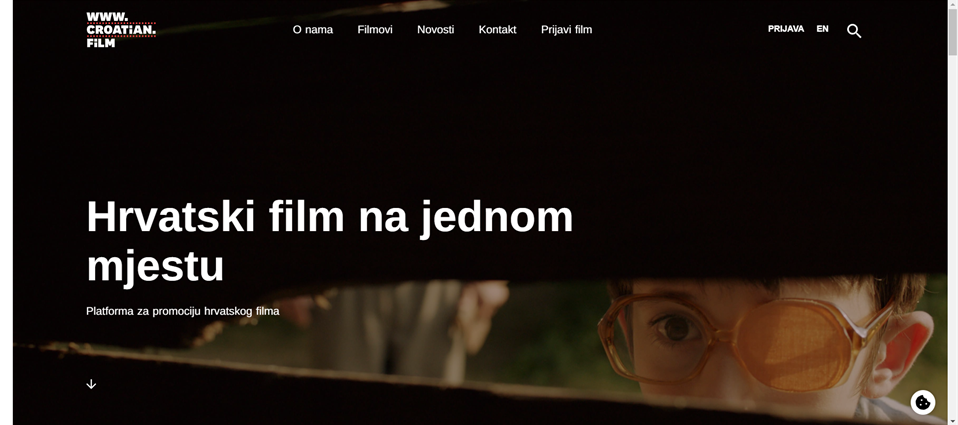 WWW.
CROATiAN.
FiLM
O nama
Filmovi
Novosti
Kontakt
Prijavi film
PRIJAVA
EN
Hrvatski film na jednom
mjestu
Platforma za promociju hrvatskog filma